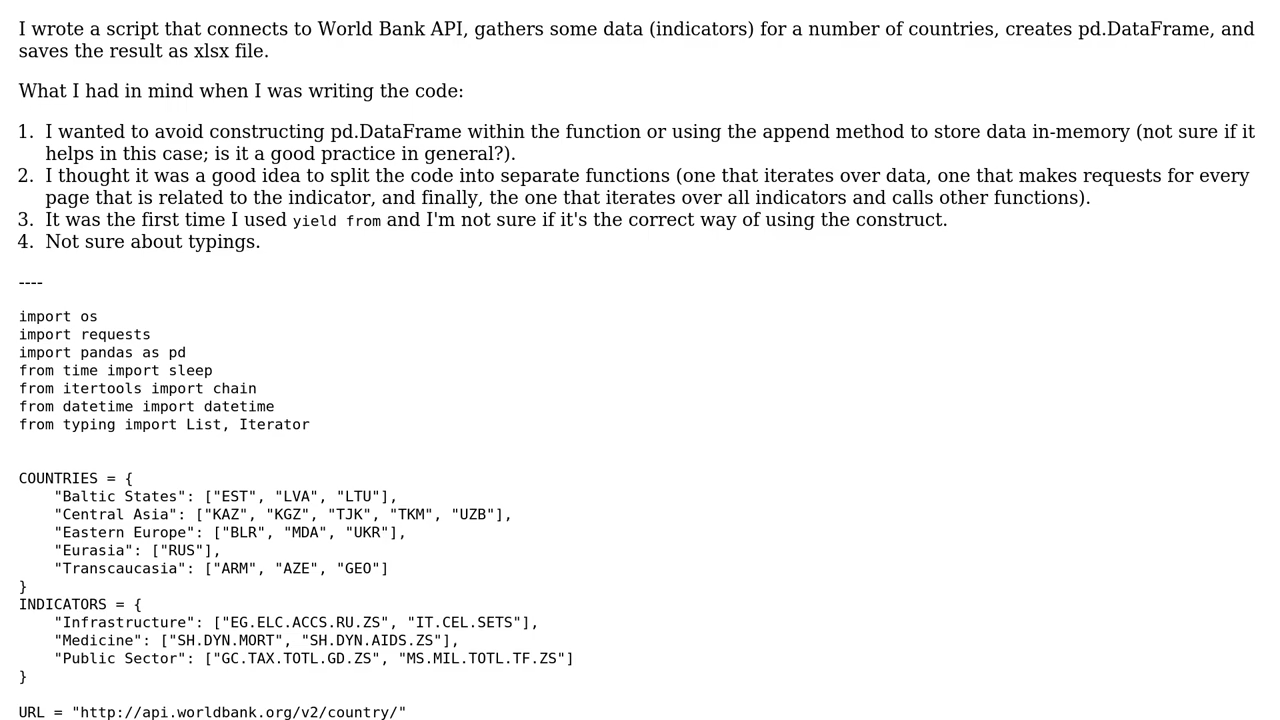 I wrote a script that connects to World Bank API, gathers some data (indicators) for a number of countries, creates pd.DataFrame, and
saves the result as xlsx file.
What I had in mind when I was writing the code:
1. I wanted to avoid constructing pd.DataFrame within the function or using the append method to store data in-memory (not sure if it
helps in this case; is it a good practice in general?).
2. I thought it was a good idea to split the code into separate functions (one that iterates over data, one that makes requests for every
page that is related to the indicator, and finally, the one that iterates over all indicators and calls other functions).
3. It was the first time I used yield from and I'm not sure if it's the correct way of using the construct.
4. Not sure about typings.
----
import os
import requests
import pandas as pd
from time import sleep
from itertools import chain
from datetime import datetime
from typing import List, Iterator
COUNTRIES = {
    "Baltic States": ["EST", "LVA", "LTU"],
    "Central Asia": ["KAZ", "KGZ", "TJK", "TKM", "UZB"],
    "Eastern Europe": ["BLR", "MDA", "UKR"],
    "Eurasia": ["RUS"],
    "Transcaucasia": ["ARM", "AZE", "GEO"]
}
INDICATORS = {
    "Infrastructure": ["EG.ELC.ACCS.RU.ZS", "IT.CEL.SETS"],
    "Medicine": ["SH.DYN.MORT", "SH.DYN.AIDS.ZS"],
    "Public Sector": ["GC.TAX.TOTL.GD.ZS", "MS.MIL.TOTL.TF.ZS"]
}
URL = "http://api.worldbank.org/v2/country/"